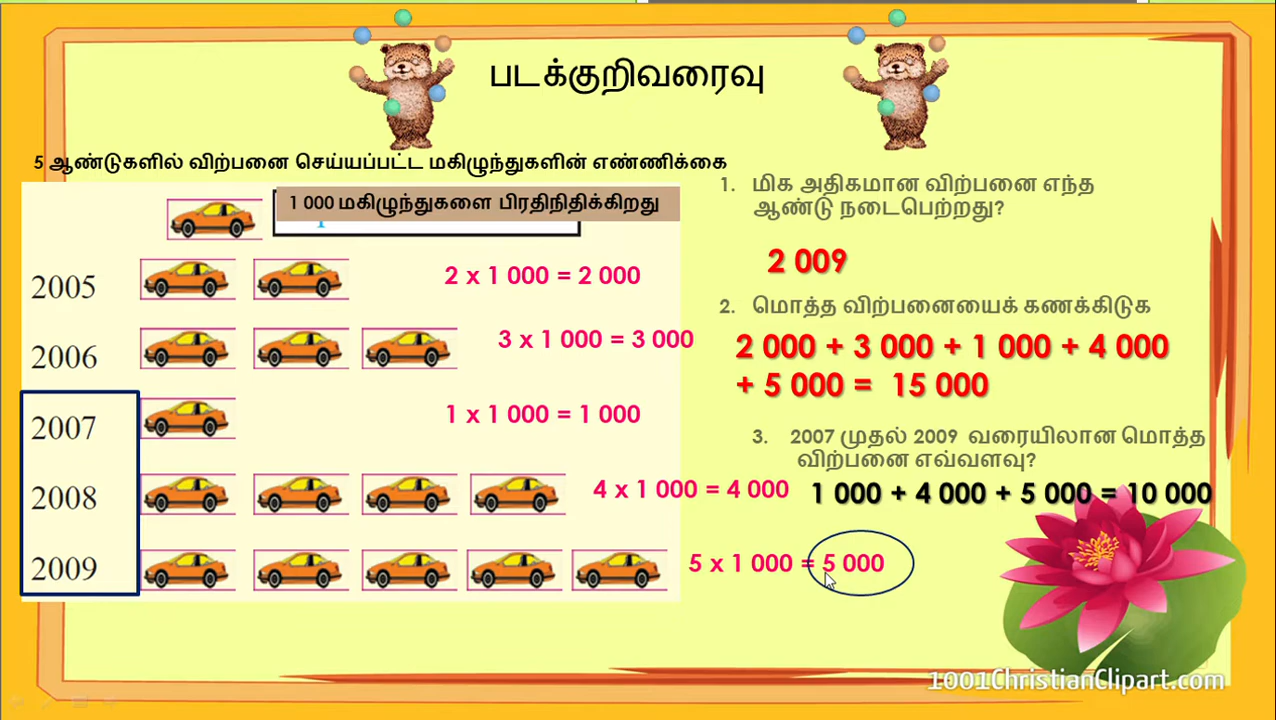 படக்குறிவரைவு
5 ஆண்டுகளில் விற்பனை செய்யப்பட்ட மகிழுந்துகளின் எண்ணிக்கை
1 000 மகிழுந்துகளை பிரதிநிதிக்கிறது
2005
2 x 1 000 = 2 000
2006
3 x 1 000 = 3 000
2007
1 x 1 000 = 1 000
2008
4 x 1 000 = 4 000
2009
5 x 1 000 = 5 000
1. மிக அதிகமான விற்பனை எந்த
ஆண்டு நடைபெற்றது?
2 009
2. மொத்த விற்பனையைக் கணக்கிடுக
2 000 + 3 000 + 1 000 + 4 000
+ 5 000 = 15 000
3. 2007 முதல் 2009 வரையிலான மொத்த
விற்பனை எவ்வளவு?
1 000 + 4 000 + 5 000 = 10 000
1001ChristianClipart.com